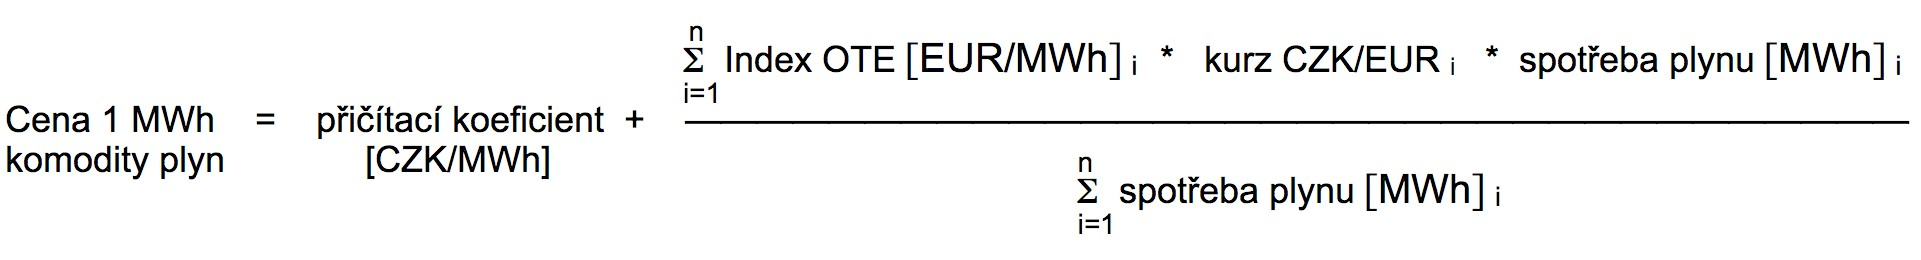 n
Σ Index OTE [EUR/MWh] i * kurz CZK/EUR i * spotřeba plynu [MWh] i
i=1
Cena 1 MWh = přičítací koeficient +
komodity plyn [CZK/MWh]
n
Σ spotřeba plynu [MWh] i
i=1